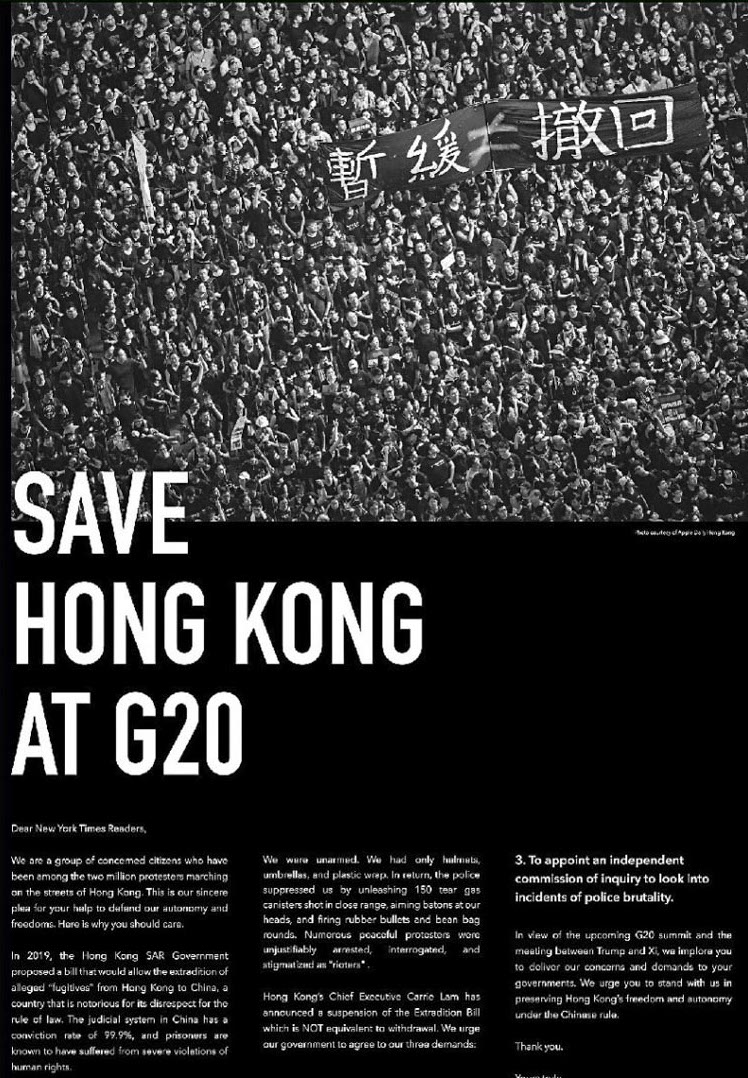 暫緩≠撤回
Photo courtesy of Apple Daily Hong Kong
SAVE
HONG KONG
AT G20
Dear New York Times Readers,
We are a group of concerned citizens who have
been among the two million protesters marching
on the streets of Hong Kong. This is our sincere
plea for your help to defend our autonomy and
freedoms. Here is why you should care.
In 2019, the Hong Kong SAR Government
proposed a bill that would allow the extradition of
alleged "fugitives" from Hong Kong to China, a
country that is notorious for its disrespect for the
rule of law. The judicial system in China has a
conviction rate of 99.9%, and prisoners are
known to have suffered from severe violations of
human rights.
We were unarmed. We had only helmets,
umbrellas, and plastic wrap. In return, the police
suppressed us by unleashing 150 tear gas
canisters shot in close range, aiming batons at our
heads, and firing rubber bullets and bean bag
rounds. Numerous peaceful protesters were
unjustifiably arrested, interrogated, and
stigmatized as "rioters" .
Hong Kong's Chief Executive Carrie Lam has
announced a suspension of the Extradition Bill
which is NOT equivalent to withdrawal. We urge
our government to agree to our three demands:
3. To appoint an independent
commission of inquiry to look into
incidents of police brutality.
In view of the upcoming G20 summit and the
meeting between Trump and Xi, we implore you
to deliver our concerns and demands to your
governments. We urge you to stand with us in
preserving Hong Kong's freedom and autonomy
under the Chinese rule.
Thank you.